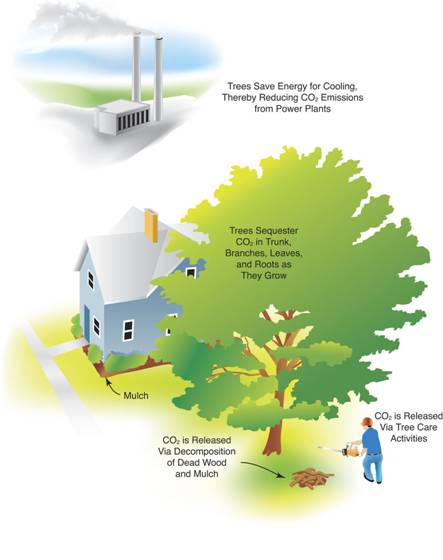 Trees Save Energy for Cooling,
Thereby Reducing CO₂ Emissions
from Power Plants
Trees Sequester
CO₂ in Trunk,
Branches, Leaves,
and Roots as
They Grow
Mulch
CO₂ is Released
Via Tree Care
Activities
CO₂ is Released
Via Decomposition
of Dead Wood
and Mulch